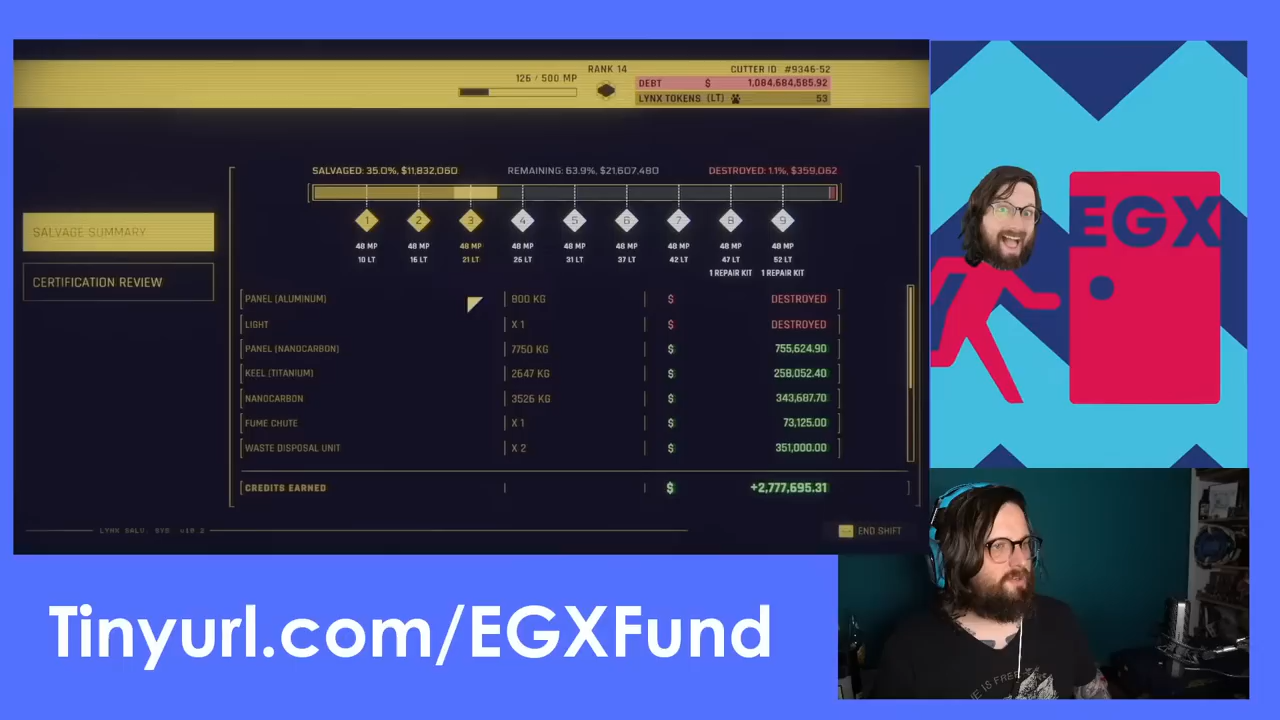 126 / 500 MP
RANK 14
CUTTER ID #9346-52
DEBT $ 1,084,684,585.92
LYNX TOKENS (LT) 53
SALVAGED: 35.0%, $11,832,060
REMAINING: 63.9%, $21,607,480
DESTROYED: 1.1%, $359,062
1 2 3 4 5 6 7 8 9
48 MP 48 MP 48 MP 48 MP 48 MP 48 MP 48 MP 48 MP 48 MP
10 LT 16 LT 21 LT 26 LT 31 LT 37 LT 42 LT 47 LT 52 LT
1 REPAIR KIT 1 REPAIR KIT
SALVAGE SUMMARY
CERTIFICATION REVIEW
PANEL (ALUMINUM) 800 KG $ DESTROYED
LIGHT X 1 $ DESTROYED
PANEL (NANOCARBON) 7750 KG $ 755,624.90
KEEL (TITANIUM) 2647 KG $ 258,052.40
NANOCARBON 3526 KG $ 343,687.70
FUME CHUTE X 1 $ 73,125.00
WASTE DISPOSAL UNIT X 2 $ 351,000.00
CREDITS EARNED $ +2,777,695.31
LYNX SALV. SYS
END SHIFT
EGX
Tinyurl.com/EGXFund